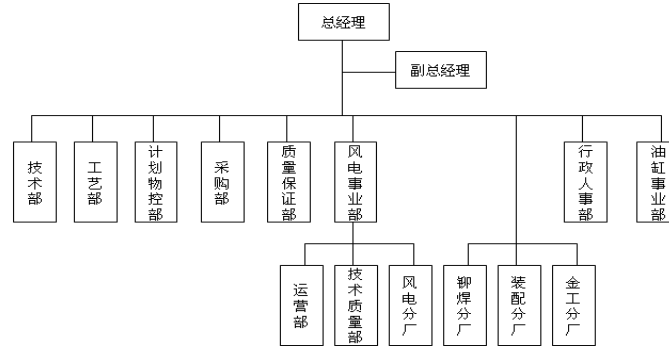 总经理
副总经理
技术部
工艺部
计划物控部
采购部
质量保证部
风电事业部
行政人事部
油缸事业部
运营部
技术质量部
风电分厂
铆焊分厂
装配分厂
金工分厂